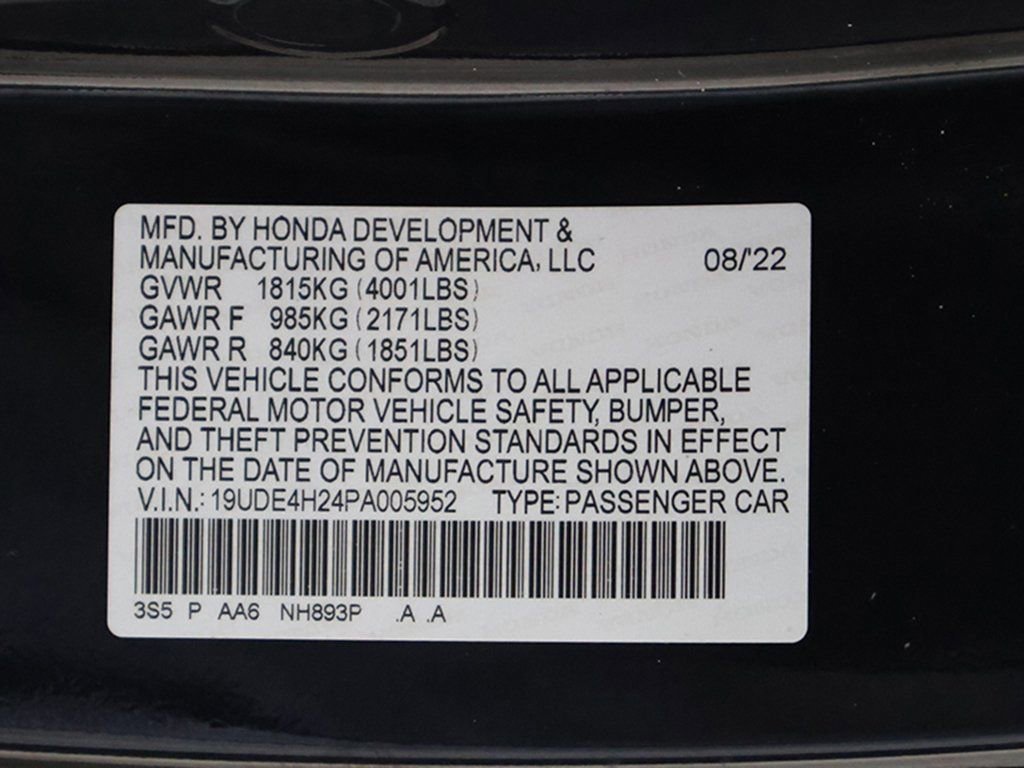 MFD. BY HONDA DEVELOPMENT &
MANUFACTURING OF AMERICA, LLC 08/'22
GVWR 1815KG (4001LBS)
GAWR F 985KG (2171LBS)
GAWR R 840KG (1851LBS)
THIS VEHICLE CONFORMS TO ALL APPLICABLE
FEDERAL MOTOR VEHICLE SAFETY, BUMPER,
AND THEFT PREVENTION STANDARDS IN EFFECT
ON THE DATE OF MANUFACTURE SHOWN ABOVE.
V.I.N.: 19UDE4H24PA005952 TYPE: PASSENGER CAR
3S5 P AA6 NH893P .A .A